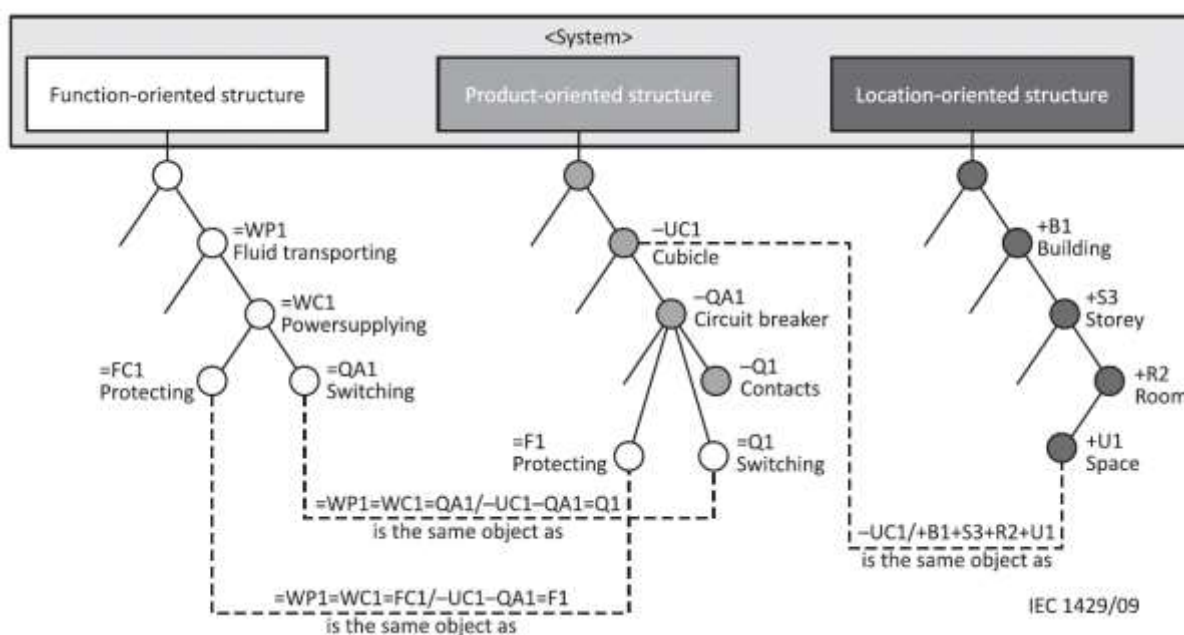 <System>
Function-oriented structure
Product-oriented structure
Location-oriented structure
=WP1
Fluid transporting
–UC1
Cubicle
+B1
Building
=WC1
Powersupplying
–QA1
Circuit breaker
+S3
Storey
=FC1
Protecting
=QA1
Switching
–Q1
Contacts
+R2
Room
=F1
Protecting
=Q1
Switching
+U1
Space
=WP1=WC1=QA1/–UC1–QA1=Q1
is the same object as
–UC1/+B1+S3+R2+U1
is the same object as
=WP1=WC1=FC1/–UC1–QA1=F1
is the same object as
IEC 1429/09